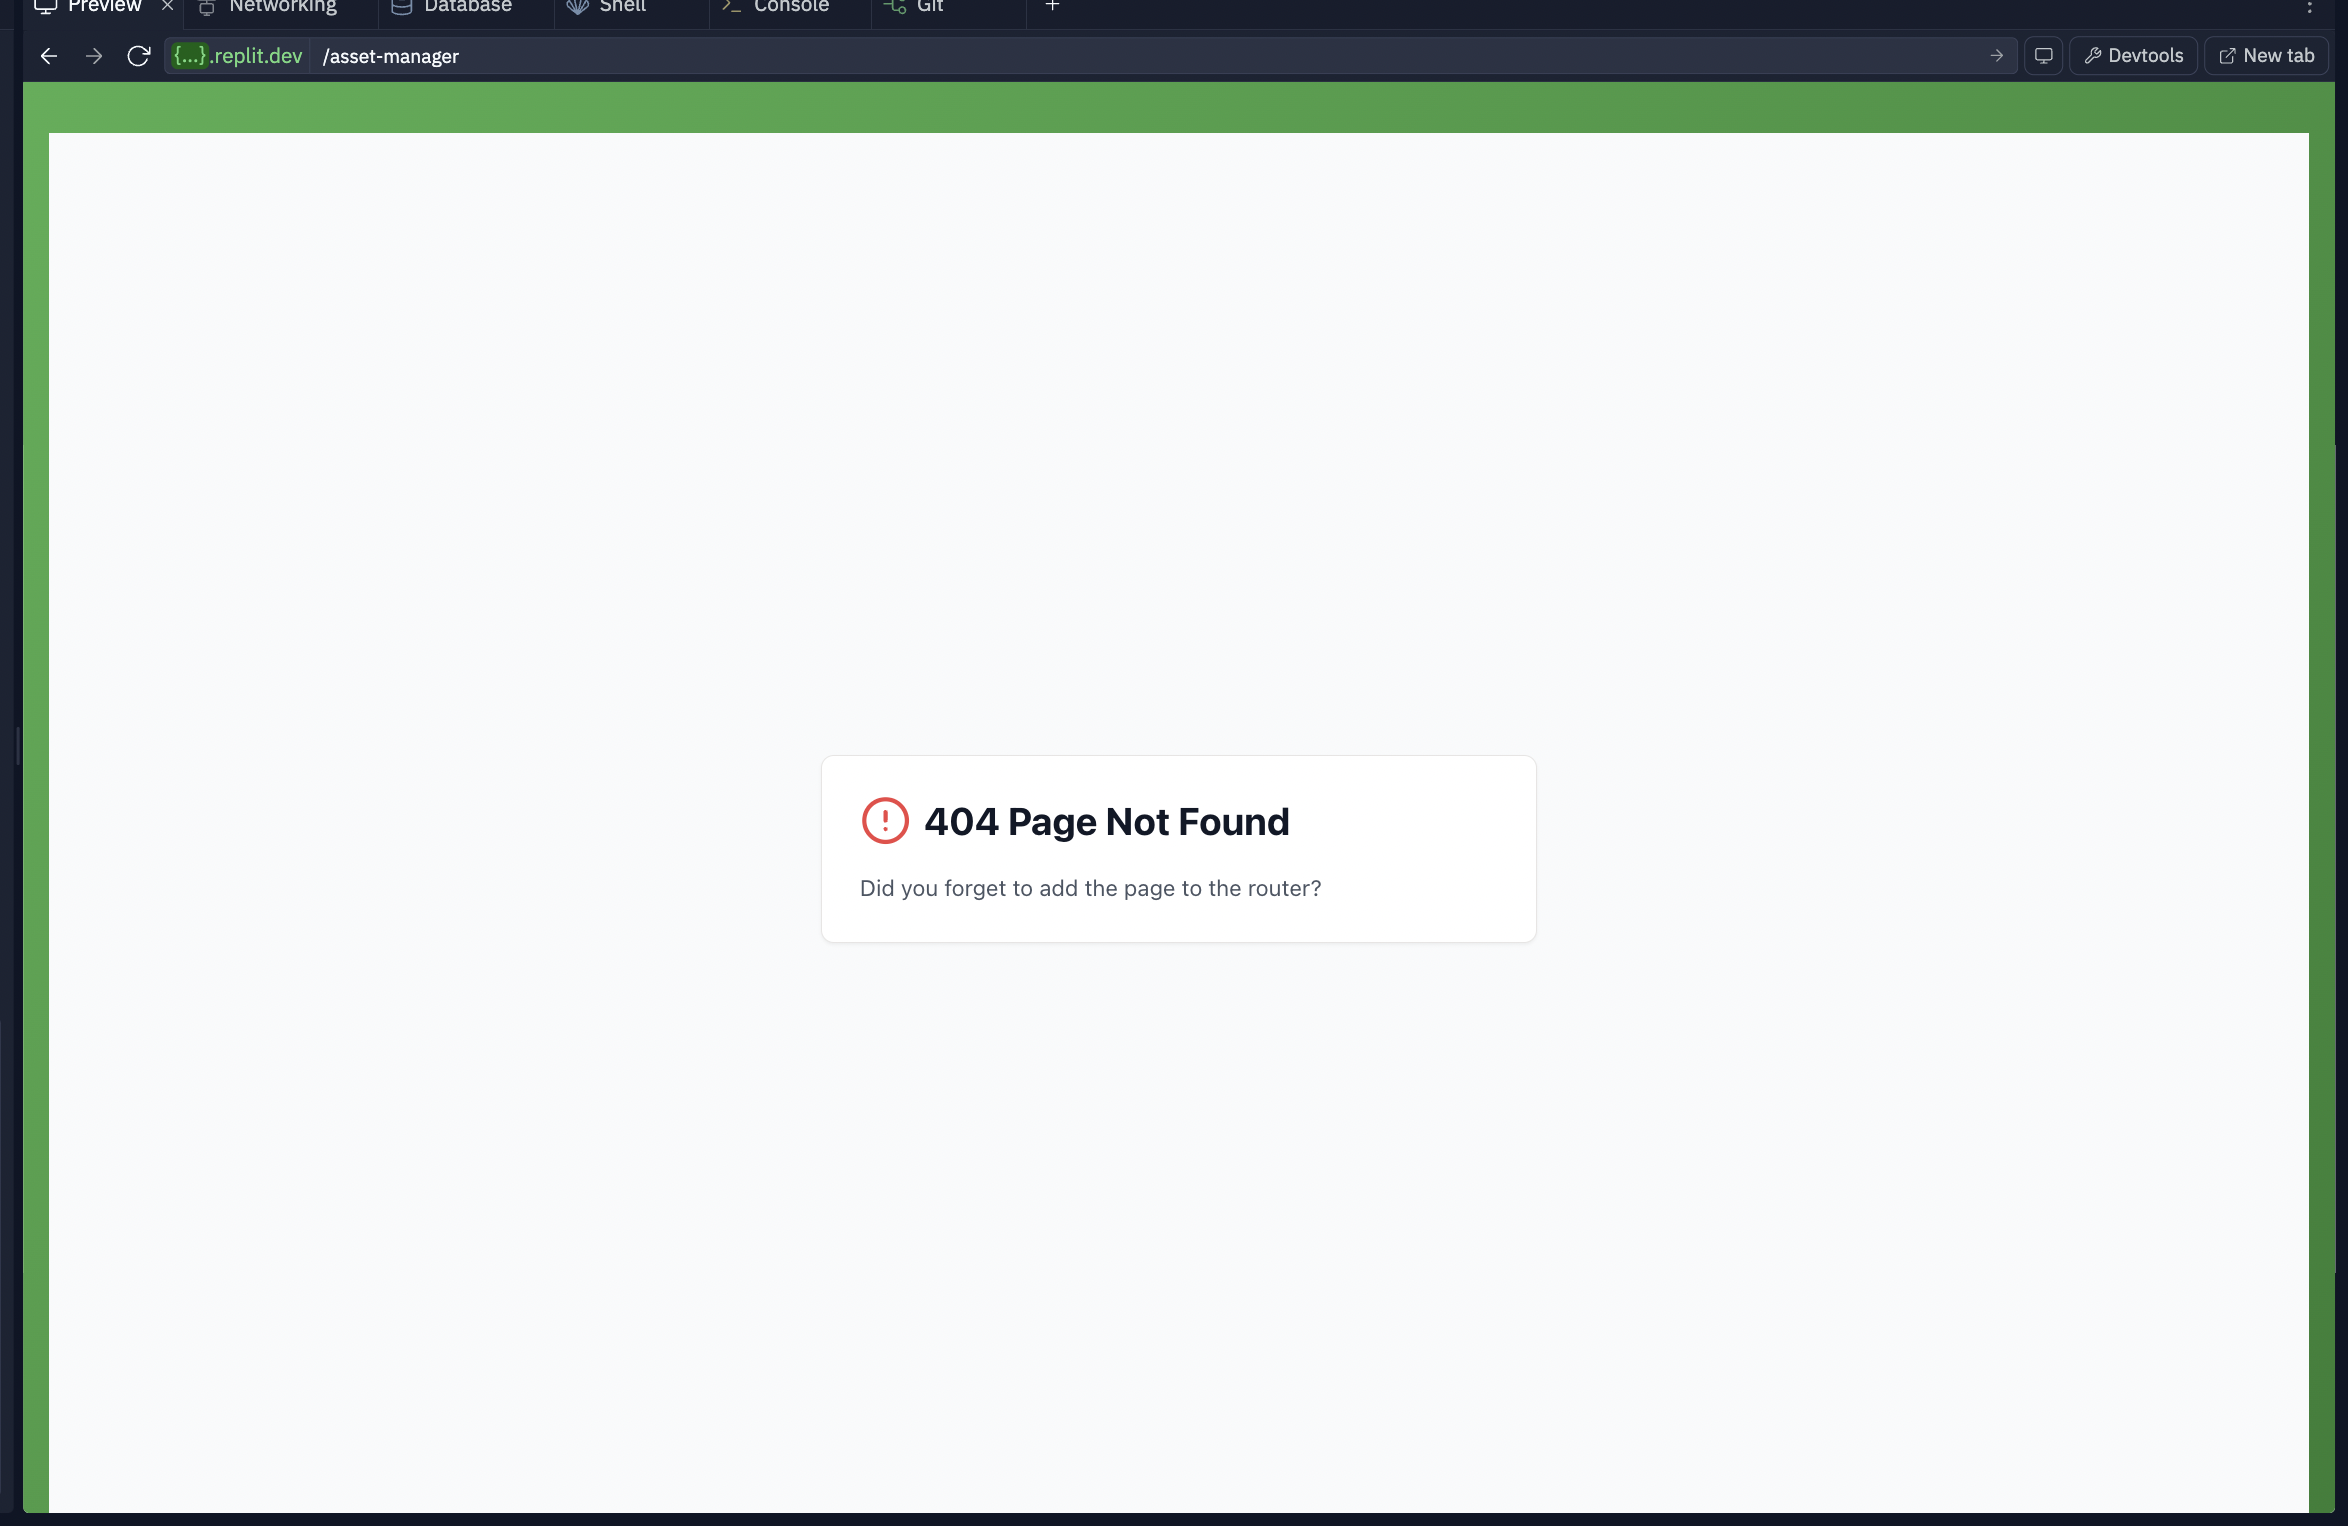 Preview
Networking
Database
Shell
Console
Git
{...}.replit.dev /asset-manager
Devtools
New tab
404 Page Not Found
Did you forget to add the page to the router?